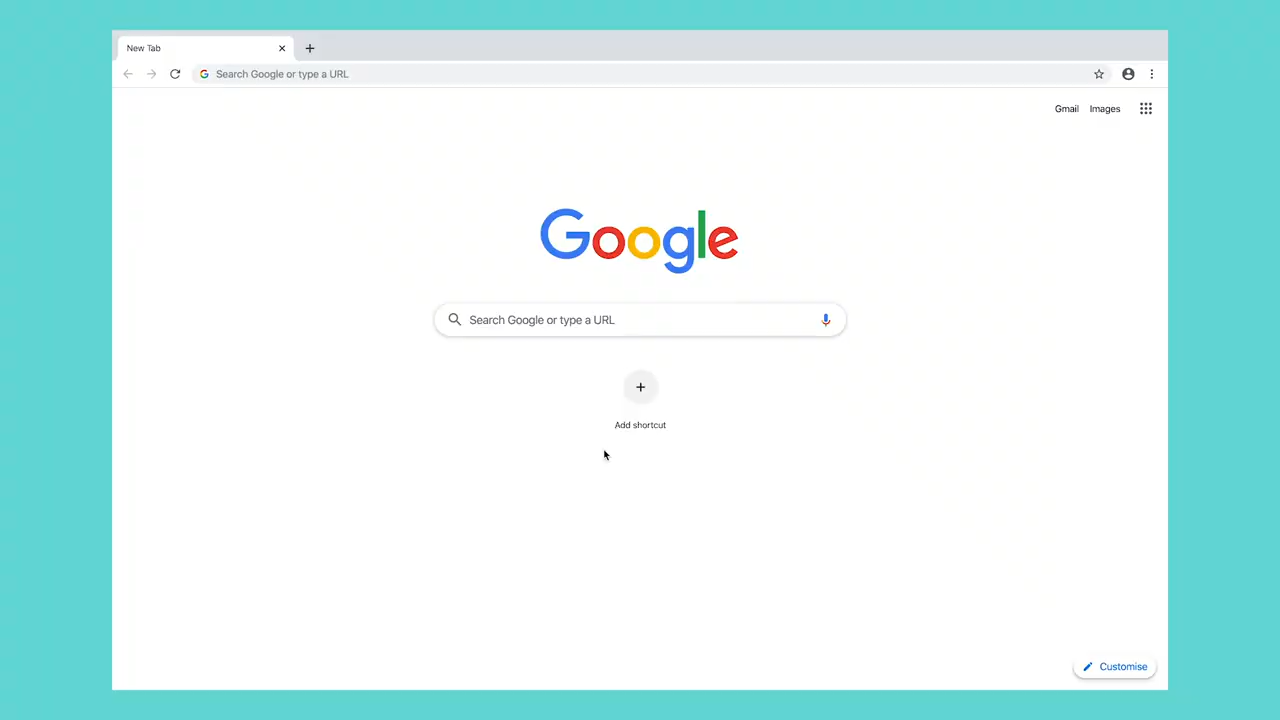 New Tab
Search Google or type a URL
Gmail Images
Google
Search Google or type a URL
Add shortcut
Customise